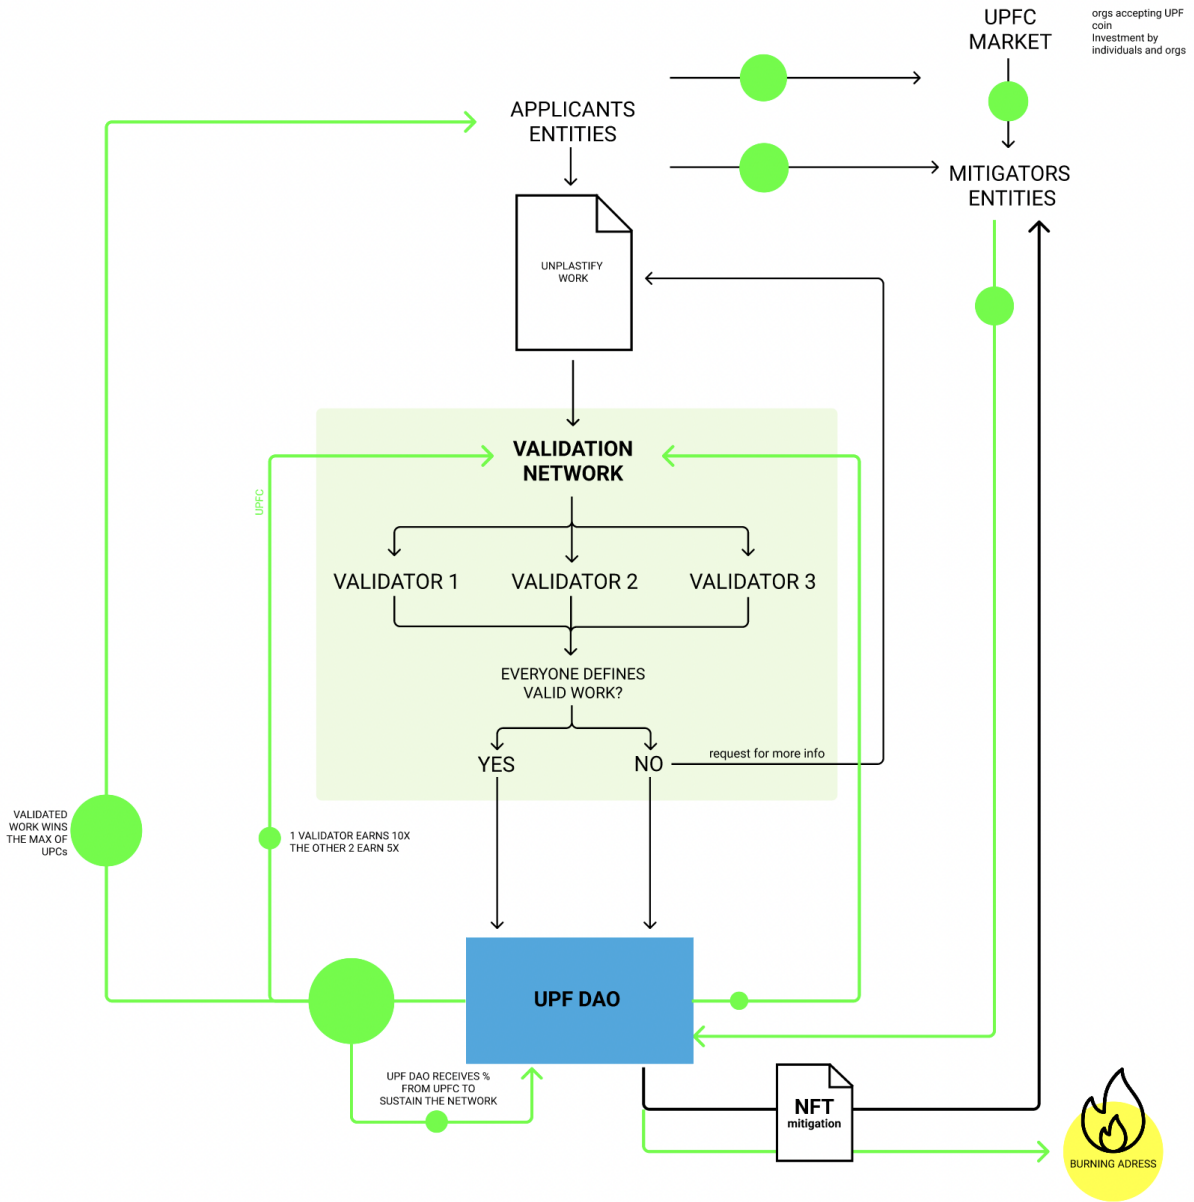 UPFC
MARKET
orgs accepting UPF
coin
Investment by
individuals and orgs
APPLICANTS
ENTITIES
MITIGATORS
ENTITIES
UNPLASTIFY
WORK
VALIDATION
NETWORK
UPFC
VALIDATOR 1
VALIDATOR 2
VALIDATOR 3
EVERYONE DEFINES
VALID WORK?
YES
NO
request for more info
VALIDATED
WORK WINS
THE MAX OF
UPCs
1 VALIDATOR EARNS 10X
THE OTHER 2 EARN 5X
UPF DAO
UPF DAO RECEIVES %
FROM UPFC TO
SUSTAIN THE NETWORK
NFT
mitigation
BURNING ADRESS